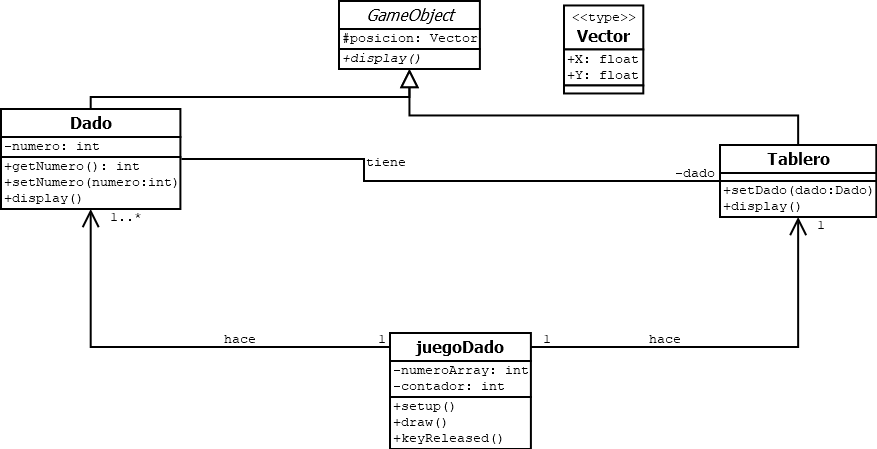 GameObject
#posicion: Vector
+display()
<<type>>
Vector
+X: float
+Y: float
Dado
-numero: int
+getNumero(): int
+setNumero(numero:int)
+display()
1..*
tiene
-dado
Tablero
+setDado(dado:Dado)
+display()
1
hace
1
juegoDado
-numeroArray: int
-contador: int
+setup()
+draw()
+keyReleased()
1
hace